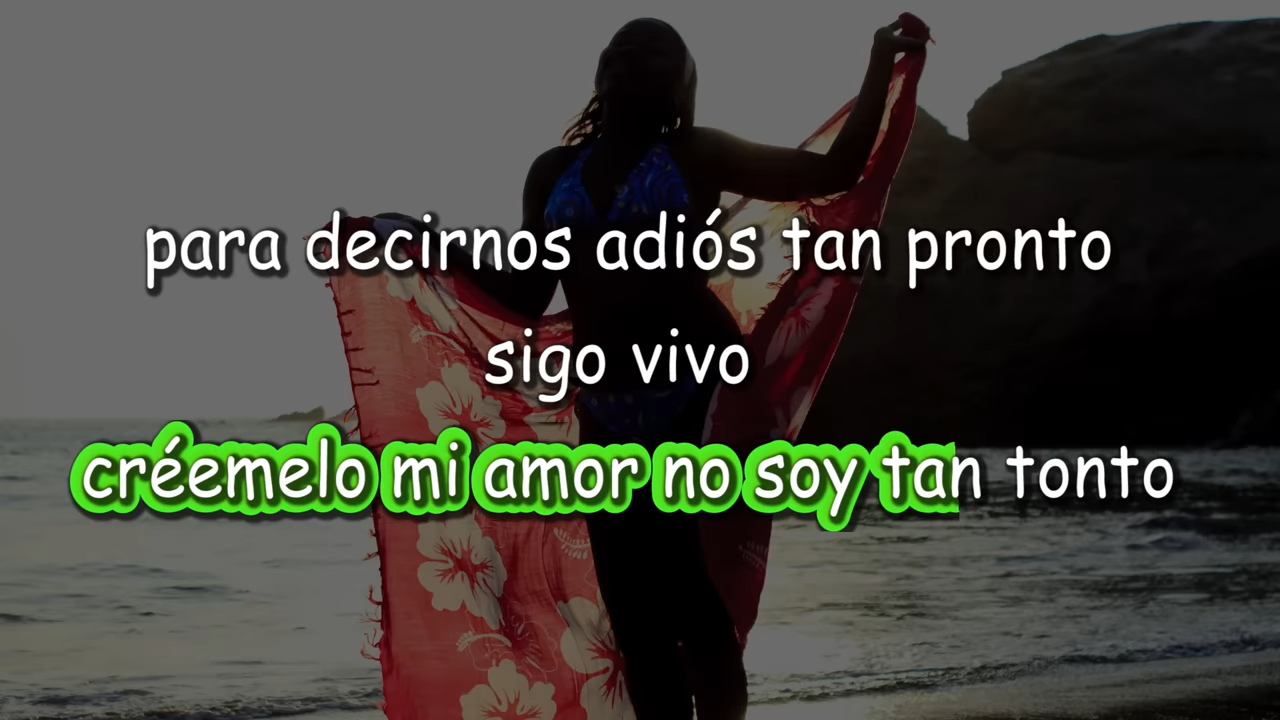 para decirnos adiós tan pronto
sigo vivo
créemelo mi amor no soy tan tonto